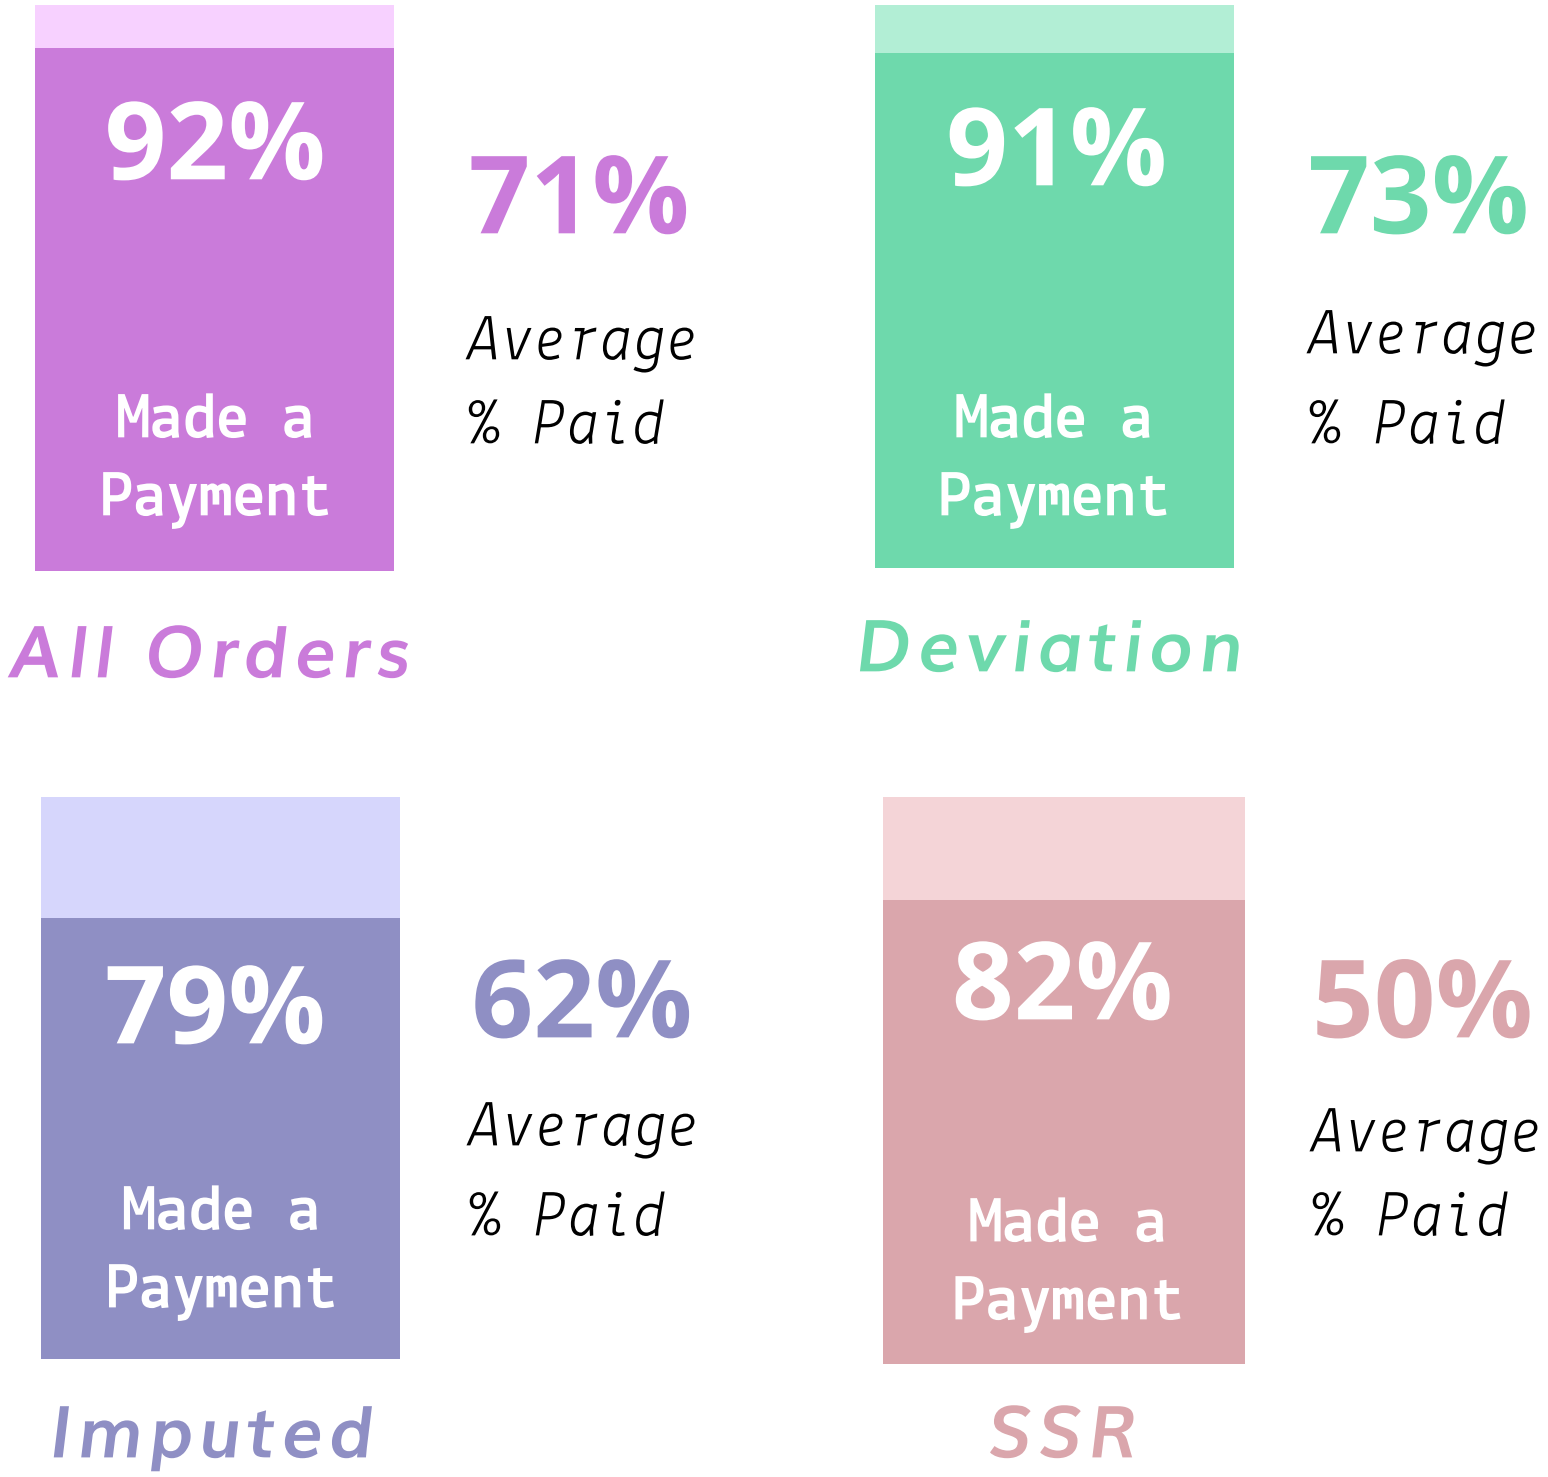 92%
Made a
Payment
71%
Average
% Paid
All Orders
91%
Made a
Payment
73%
Average
% Paid
Deviation
79%
Made a
Payment
62%
Average
% Paid
Imputed
82%
Made a
Payment
50%
Average
% Paid
SSR